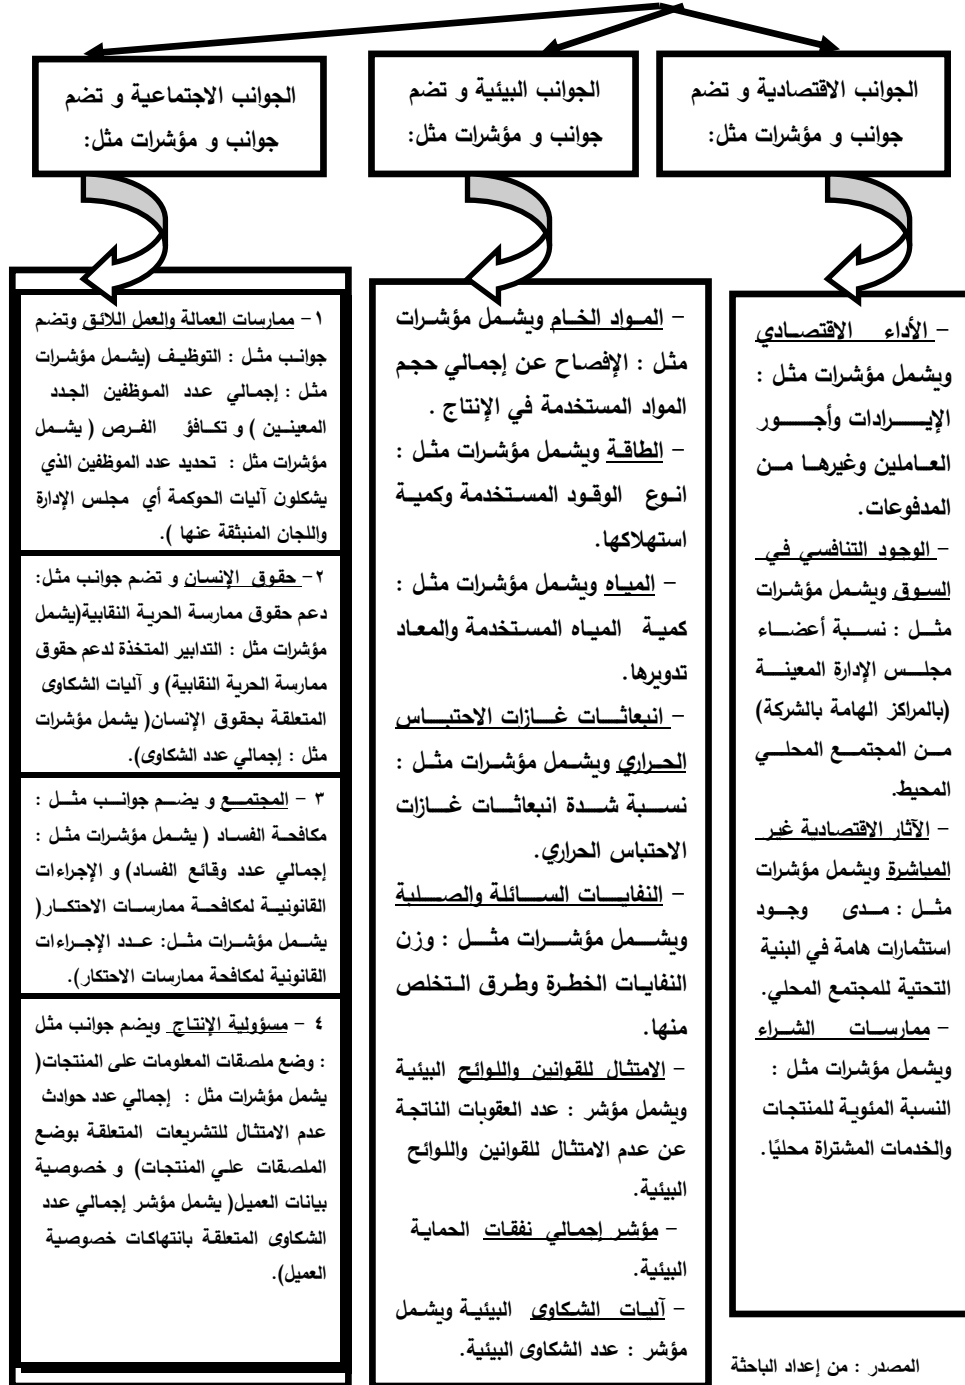 الجوانب الاقتصادية و تضم
جوانب و مؤشرات مثل:
الجوانب البيئية و تضم
جوانب و مؤشرات مثل:
الجوانب الاجتماعية و تضم
جوانب و مؤشرات مثل:
- الأداء الاقتصادي
ويشمل مؤشرات مثل :
الإيرادات وأجور
العاملين وغيرها من
المدفوعات.
- الوجود التنافسي في
السوق ويشمل مؤشرات
مثل : نسبة أعضاء
مجلس الإدارة المعينة
(بالمراكز الهامة بالشركة)
من المجتمع المحلي
المحيط.
- الآثار الاقتصادية غير
المباشرة ويشمل مؤشرات
مثل : مدى وجود
استثمارات هامة في البنية
التحتية للمجتمع المحلي.
- ممارسات الشراء
ويشمل مؤشرات مثل :
النسبة المئوية للمنتجات
والخدمات المشتراة محليًا.
- المواد الخام ويشمل مؤشرات
مثل : الإفصاح عن إجمالي حجم
المواد المستخدمة في الإنتاج .
- الطاقة ويشمل مؤشرات مثل :
انوع الوقود المستخدمة وكمية
استهلاكها.
- المياه ويشمل مؤشرات مثل :
كمية المياه المستخدمة والمعاد
تدويرها.
- انبعاثات غازات الاحتباس
الحراري ويشمل مؤشرات مثل :
نسبة شدة انبعاثات غازات
الاحتباس الحراري.
- النفايات السائلة والصلبة
ويشمل مؤشرات مثل : وزن
النفايات الخطرة وطرق التخلص
منها.
- الامتثال للقوانين واللوائح البيئية
ويشمل مؤشر : عدد العقوبات الناتجة
عن عدم الامتثال للقوانين واللوائح
البيئية.
- مؤشر إجمالي نفقات الحماية
البيئية.
- آليات الشكاوى البيئية ويشمل
مؤشر : عدد الشكاوى البيئية.
١- ممارسات العمالة والعمل اللائق وتضم
جوانب مثل : التوظيف (يشمل مؤشرات
مثل : إجمالي عدد الموظفين الجدد
المعينين ) و تكافؤ الفرص ( يشمل
مؤشرات مثل : تحديد عدد الموظفين الذي
يشكلون آليات الحوكمة أي مجلس الإدارة
واللجان المنبثقة عنها ).
٢- حقوق الإنسان و تضم جوانب مثل:
دعم حقوق ممارسة الحرية النقابية(يشمل
مؤشرات مثل : التدابير المتخذة لدعم حقوق
ممارسة الحرية النقابية) و آليات الشكاوى
المتعلقة بحقوق الإنسان( يشمل مؤشرات
مثل : إجمالي عدد الشكاوى).
٣ - المجتمع و يضم جوانب مثل :
مكافحة الفساد ( يشمل مؤشرات مثل :
إجمالي عدد وقائع الفساد) و الإجراءات
القانونية لمكافحة ممارسات الاحتكار(
يشمل مؤشرات مثل: عدد الإجراءات
القانونية لمكافحة ممارسات الاحتكار).
٤ - مسؤولية الإنتاج ويضم جوانب مثل
: وضع ملصقات المعلومات على المنتجات(
يشمل مؤشرات مثل : إجمالي عدد حوادث
عدم الامتثال للتشريعات المتعلقة بوضع
الملصقات علي المنتجات) و خصوصية
بيانات العميل( يشمل مؤشر إجمالي عدد
الشكاوى المتعلقة بانتهاكات خصوصية
العميل).
المصدر : من إعداد الباحثة